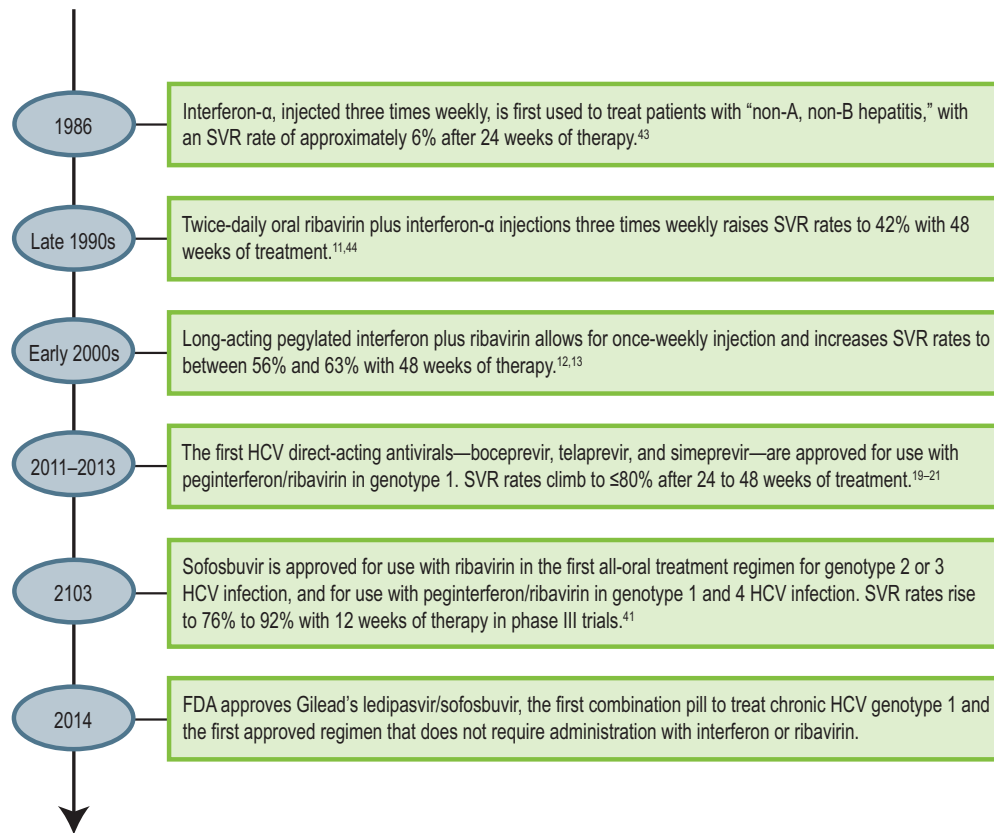 1986
Interferon-α, injected three times weekly, is first used to treat patients with “non-A, non-B hepatitis,” with
an SVR rate of approximately 6% after 24 weeks of therapy.⁴³
Late 1990s
Twice-daily oral ribavirin plus interferon-α injections three times weekly raises SVR rates to 42% with 48
weeks of treatment.¹¹,⁴⁴
Early 2000s
Long-acting pegylated interferon plus ribavirin allows for once-weekly injection and increases SVR rates to
between 56% and 63% with 48 weeks of therapy.¹²,¹³
2011–2013
The first HCV direct-acting antivirals—boceprevir, telaprevir, and simeprevir—are approved for use with
peginterferon/ribavirin in genotype 1. SVR rates climb to ≤80% after 24 to 48 weeks of treatment.¹⁹–²¹
2103
Sofosbuvir is approved for use with ribavirin in the first all-oral treatment regimen for genotype 2 or 3
HCV infection, and for use with peginterferon/ribavirin in genotype 1 and 4 HCV infection. SVR rates rise
to 76% to 92% with 12 weeks of therapy in phase III trials.⁴¹
2014
FDA approves Gilead’s ledipasvir/sofosbuvir, the first combination pill to treat chronic HCV genotype 1 and
the first approved regimen that does not require administration with interferon or ribavirin.